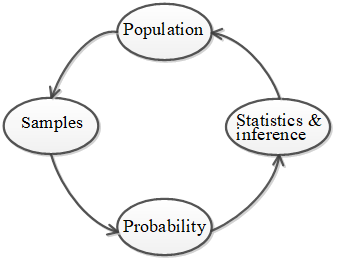 Population
Samples
Statistics &
inference
Probability